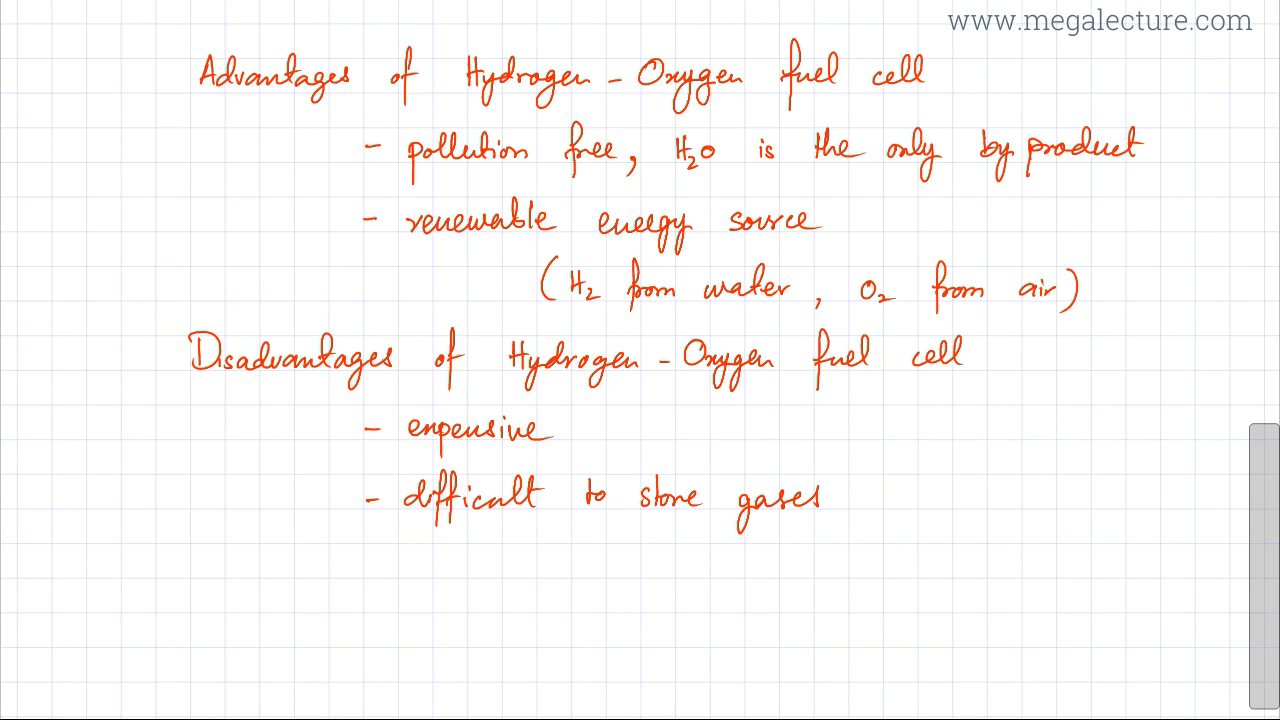 www.megalecture.com
Advantages of Hydrogen - Oxygen fuel cell
- pollution free, H₂O is the only by product
- renewable energy source
(H₂ from water, O₂ from air)
Disadvantages of Hydrogen - Oxygen fuel cell
- expensive
- difficult to store gases